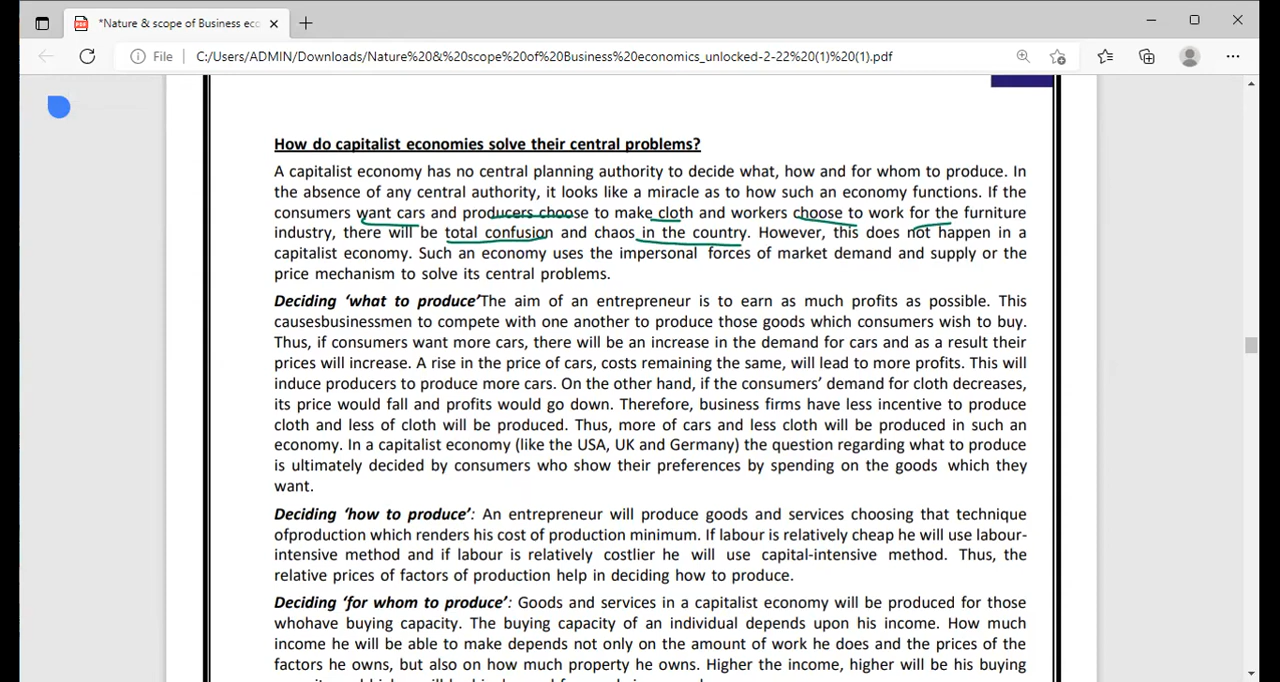 *Nature & scope of Business eco
File C:/Users/ADMIN/Downloads/Nature%20&%20scope%20of%20Business%20economics_unlocked-2-22%20(1)%20(1).pdf
How do capitalist economies solve their central problems?
A capitalist economy has no central planning authority to decide what, how and for whom to produce. In
the absence of any central authority, it looks like a miracle as to how such an economy functions. If the
consumers want cars and producers choose to make cloth and workers choose to work for the furniture
industry, there will be total confusion and chaos in the country. However, this does not happen in a
capitalist economy. Such an economy uses the impersonal forces of market demand and supply or the
price mechanism to solve its central problems.
Deciding ‘what to produce’The aim of an entrepreneur is to earn as much profits as possible. This
causesbusinessmen to compete with one another to produce those goods which consumers wish to buy.
Thus, if consumers want more cars, there will be an increase in the demand for cars and as a result their
prices will increase. A rise in the price of cars, costs remaining the same, will lead to more profits. This will
induce producers to produce more cars. On the other hand, if the consumers’ demand for cloth decreases,
its price would fall and profits would go down. Therefore, business firms have less incentive to produce
cloth and less of cloth will be produced. Thus, more of cars and less cloth will be produced in such an
economy. In a capitalist economy (like the USA, UK and Germany) the question regarding what to produce
is ultimately decided by consumers who show their preferences by spending on the goods which they
want.
Deciding ‘how to produce’: An entrepreneur will produce goods and services choosing that technique
ofproduction which renders his cost of production minimum. If labour is relatively cheap he will use labour-
intensive method and if labour is relatively costlier he will use capital-intensive method. Thus, the
relative prices of factors of production help in deciding how to produce.
Deciding ‘for whom to produce’: Goods and services in a capitalist economy will be produced for those
whohave buying capacity. The buying capacity of an individual depends upon his income. How much
income he will be able to make depends not only on the amount of work he does and the prices of the
factors he owns, but also on how much property he owns. Higher the income, higher will be his buying